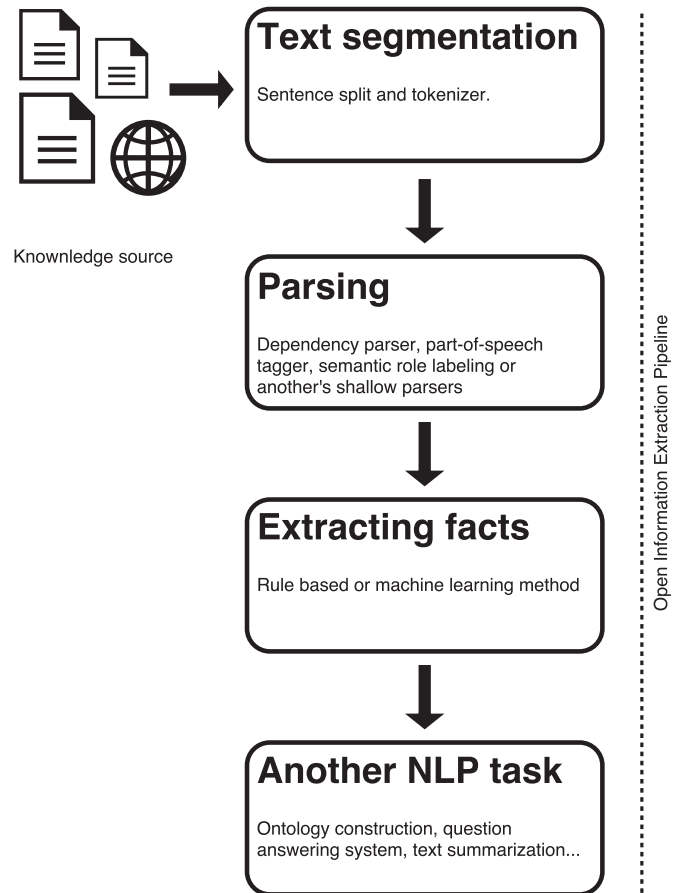 Text segmentation
Sentence split and tokenizer.
Knownledge source
Parsing
Dependency parser, part-of-speech
tagger, semantic role labeling or
another's shallow parsers
Extracting facts
Rule based or machine learning method
Another NLP task
Ontology construction, question
answering system, text summarization...
Open Information Extraction Pipeline